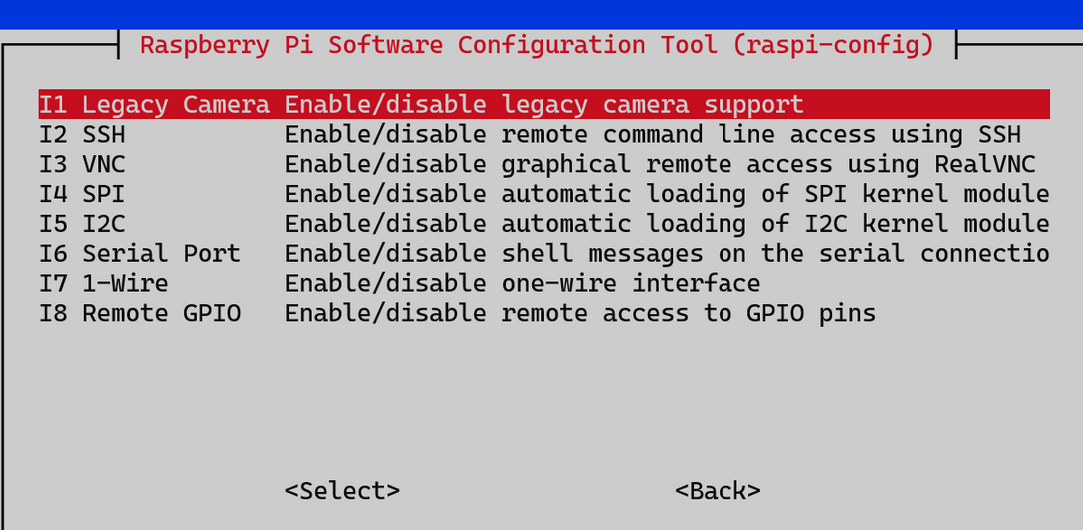 Raspberry Pi Software Configuration Tool (raspi-config)
I1 Legacy Camera Enable/disable legacy camera support
I2 SSH Enable/disable remote command line access using SSH
I3 VNC Enable/disable graphical remote access using RealVNC
I4 SPI Enable/disable automatic loading of SPI kernel module
I5 I2C Enable/disable automatic loading of I2C kernel module
I6 Serial Port Enable/disable shell messages on the serial connectio
I7 1-Wire Enable/disable one-wire interface
I8 Remote GPIO Enable/disable remote access to GPIO pins
<Select> <Back>